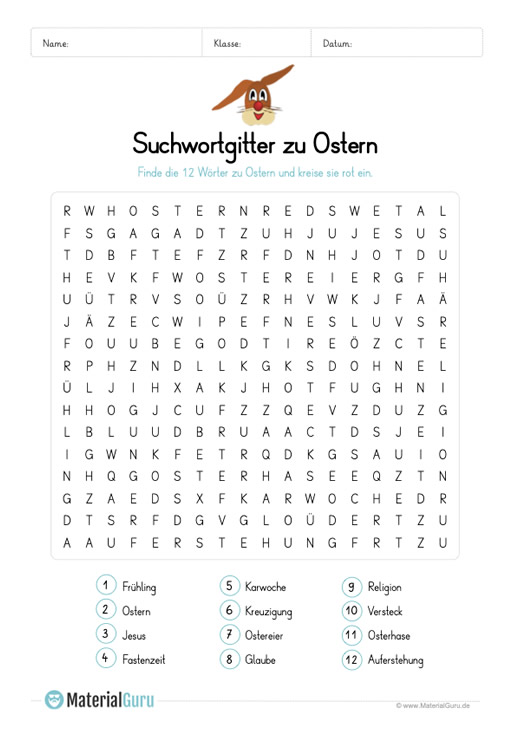 Name: Klasse: Datum:
Suchwortgitter zu Ostern
Finde die 12 Wörter zu Ostern und kreise sie rot ein.
R W H O S T E R N R E D S W E T A L
F S G A G A D T Z U H J U J E S U S
T D B F T E F Z R F D N H J O T D U
H E V K F W O S T E R E I E R G F H
U Ü T R V S O Ü Z R H V W K J F A Ä
J Ä Z E C W I P E F N E S L U V S R
F O U U B E G O D T I R E Ö Z C T E
R P H Z N D L L K G K S D O H N E L
Ü L J I H X A K J H O T F U G H N I
H H O G J C U F Z Z Q E V Z D U Z G
L B L U U D B R U A A C T D S J E I
I G W N K F E T R Q D K G S A U I O
N H Q G O S T E R H A S E E Q Z T N
G Z A E D S X F K A R W O C H E D R
D T S R F D G V G L O Ü D E R T Z U
A A U F E R S T E H U N G F R T Z U
1 Frühling 5 Karwoche 9 Religion
2 Ostern 6 Kreuzigung 10 Versteck
3 Jesus 7 Ostereier 11 Osterhase
4 Fastenzeit 8 Glaube 12 Auferstehung
MaterialGuru
© www.MaterialGuru.de